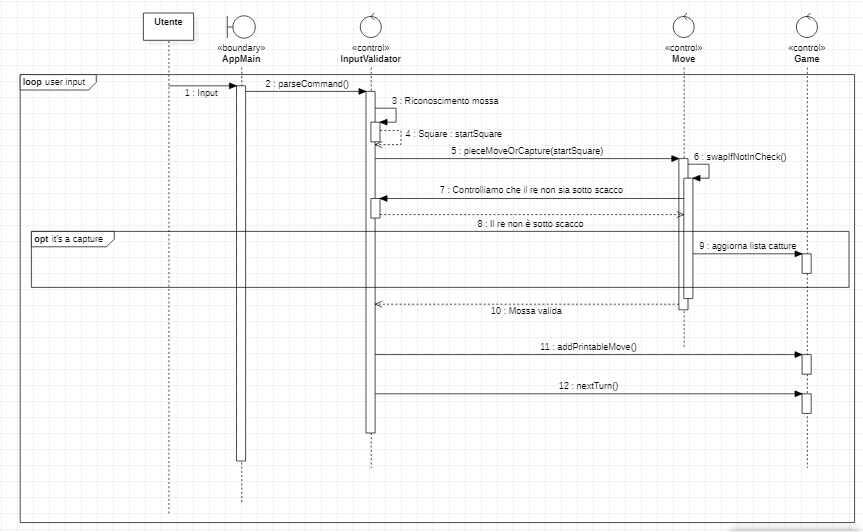 Utente
«boundary»
AppMain
«control»
InputValidator
«control»
Move
«control»
Game
loop user input
1 : Input
2 : parseCommand()
3 : Riconoscimento mossa
4 : Square : startSquare
5 : pieceMoveOrCapture(startSquare)
6 : swapIfNotInCheck()
7 : Controlliamo che il re non sia sotto scacco
8 : Il re non è sotto scacco
opt it's a capture
9 : aggiorna lista catture
10 : Mossa valida
11 : addPrintableMove()
12 : nextTurn()